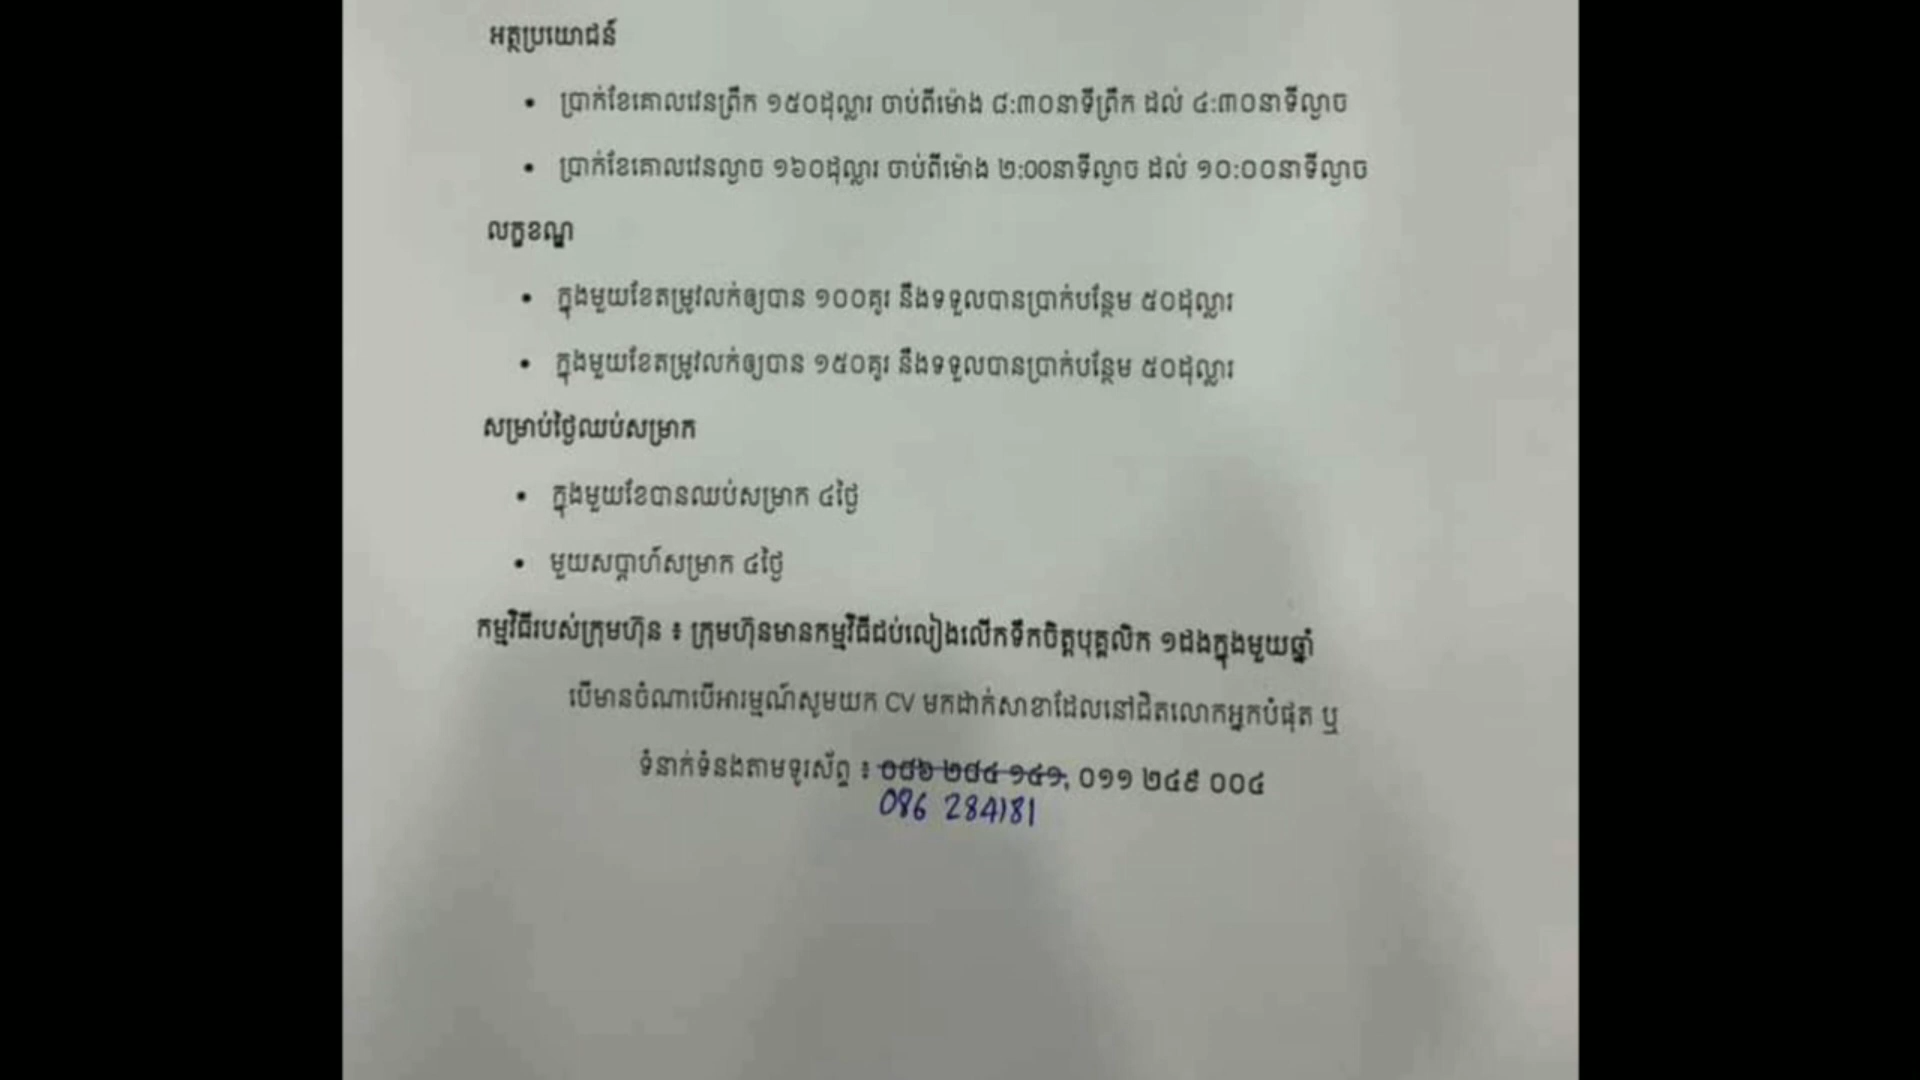 អត្ថប្រយោជន៍
• ប្រាក់ខែគោលវេនព្រឹក ១៥០ដុល្លារ ចាប់ពីម៉ោង ៨:៣០នាទីព្រឹក ដល់ ៤:៣០នាទីល្ងាច
• ប្រាក់ខែគោលវេនល្ងាច ១៦០ដុល្លារ ចាប់ពីម៉ោង ២:00នាទីល្ងាច ដល់ ១០:០០នាទីល្ងាច
លក្ខខណ្ឌ
• ក្នុងមួយខែតម្រូវលក់ឲ្យបាន ១០០គូរ នឹងទទួលបានប្រាក់បន្ថែម ៥០ដុល្លារ
• ក្នុងមួយខែតម្រូវលក់ឲ្យបាន ១៥០គូរ នឹងទទួលបានប្រាក់បន្ថែម ៥០ដុល្លារ
សម្រាប់ថ្ងៃឈប់សម្រាក
• ក្នុងមួយខែបានឈប់សម្រាក ៤ថ្ងៃ
• មួយសប្តាហ៍សម្រាក ៤ថ្ងៃ
កម្មវិធីរបស់ក្រុមហ៊ុន ៖ ក្រុមហ៊ុនមានកម្មវិធីជប់លៀងលើកទឹកចិត្តបុគ្គលិក ១ដងក្នុងមួយឆ្នាំ
បើមានចំណាបើអារម្មណ៍សូមយក CV មកដាក់សាខាដែលនៅជិតលោកអ្នកបំផុត ឬ
ទំនាក់ទំនងតាមទូរស័ព្ទ ៖ ០៨៦ ២៨៤ ១៤១, ០១១ ២៤៩ ០០៤
086 284181